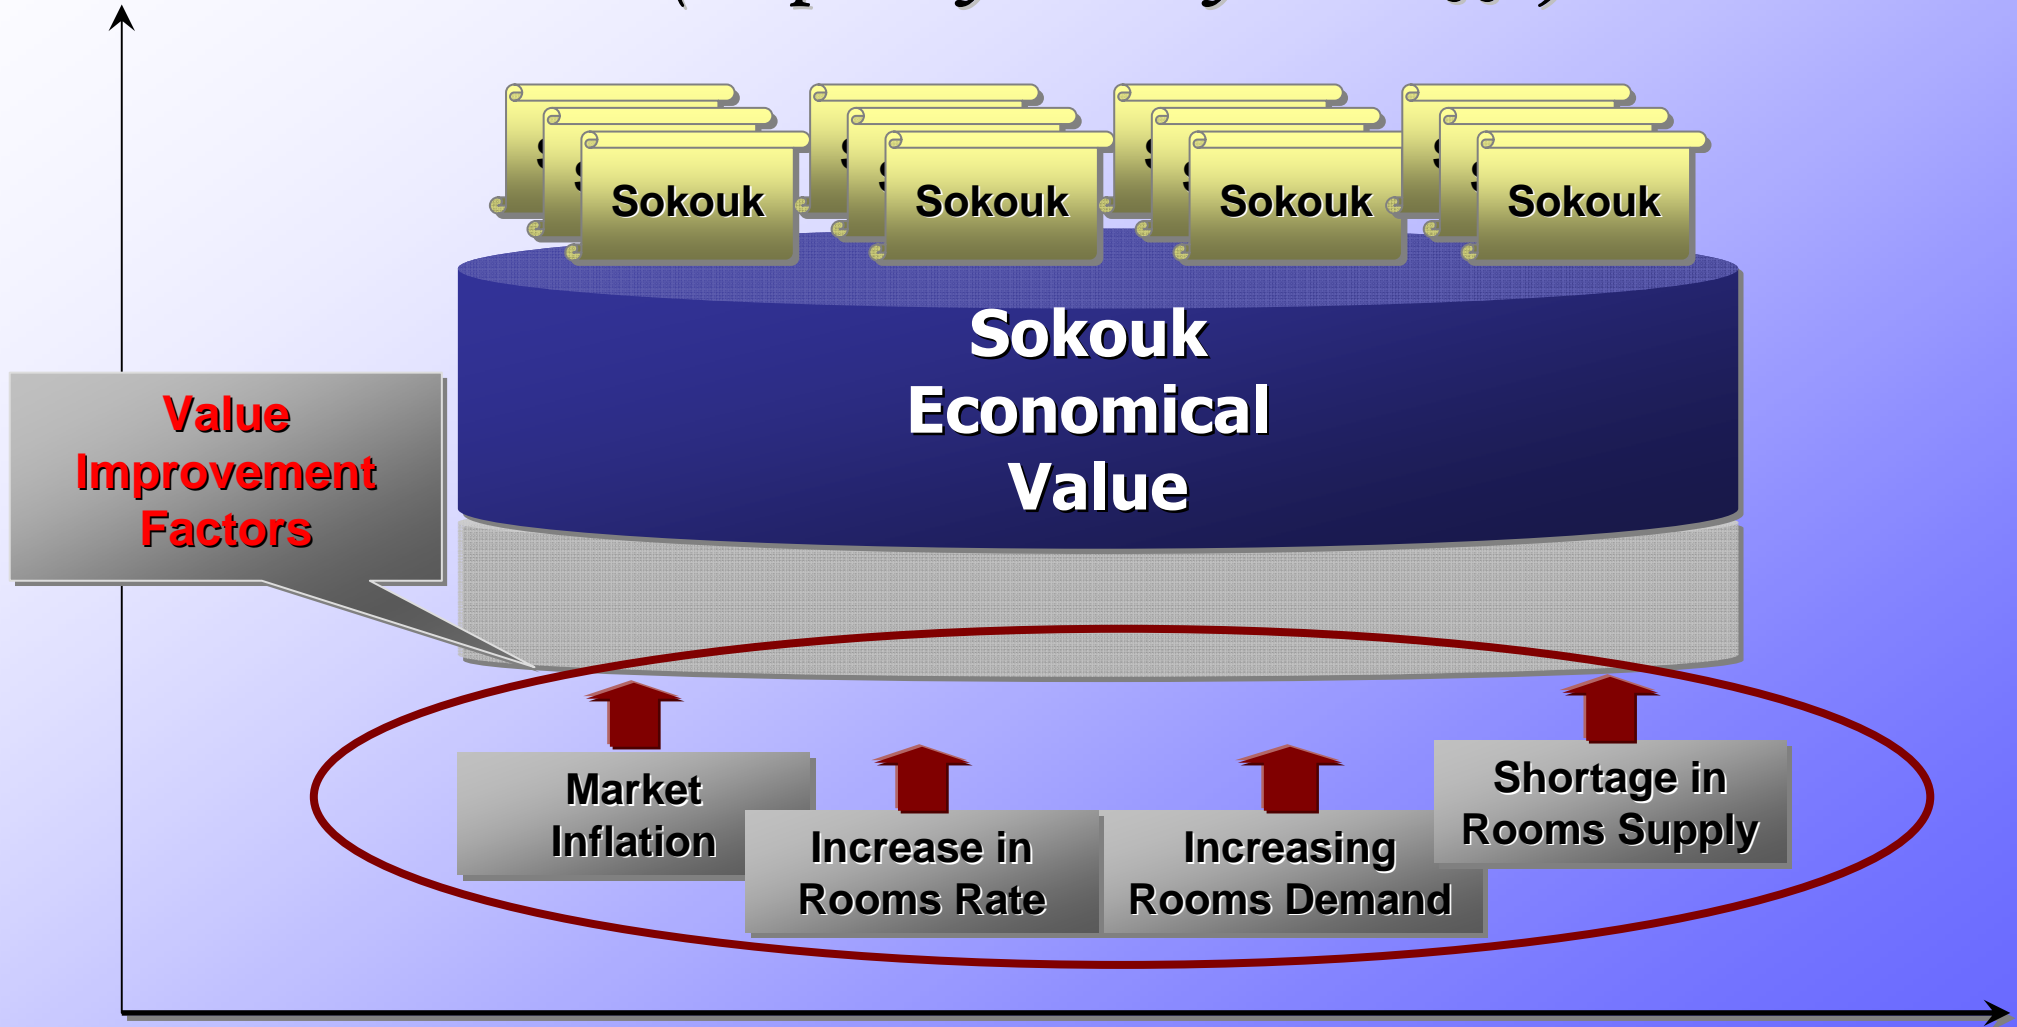 Sokouk
Sokouk
Sokouk
Sokouk
Sokouk
Economical
Value
Value
Improvement
Factors
Market
Inflation
Increase in
Rooms Rate
Increasing
Rooms Demand
Shortage in
Rooms Supply